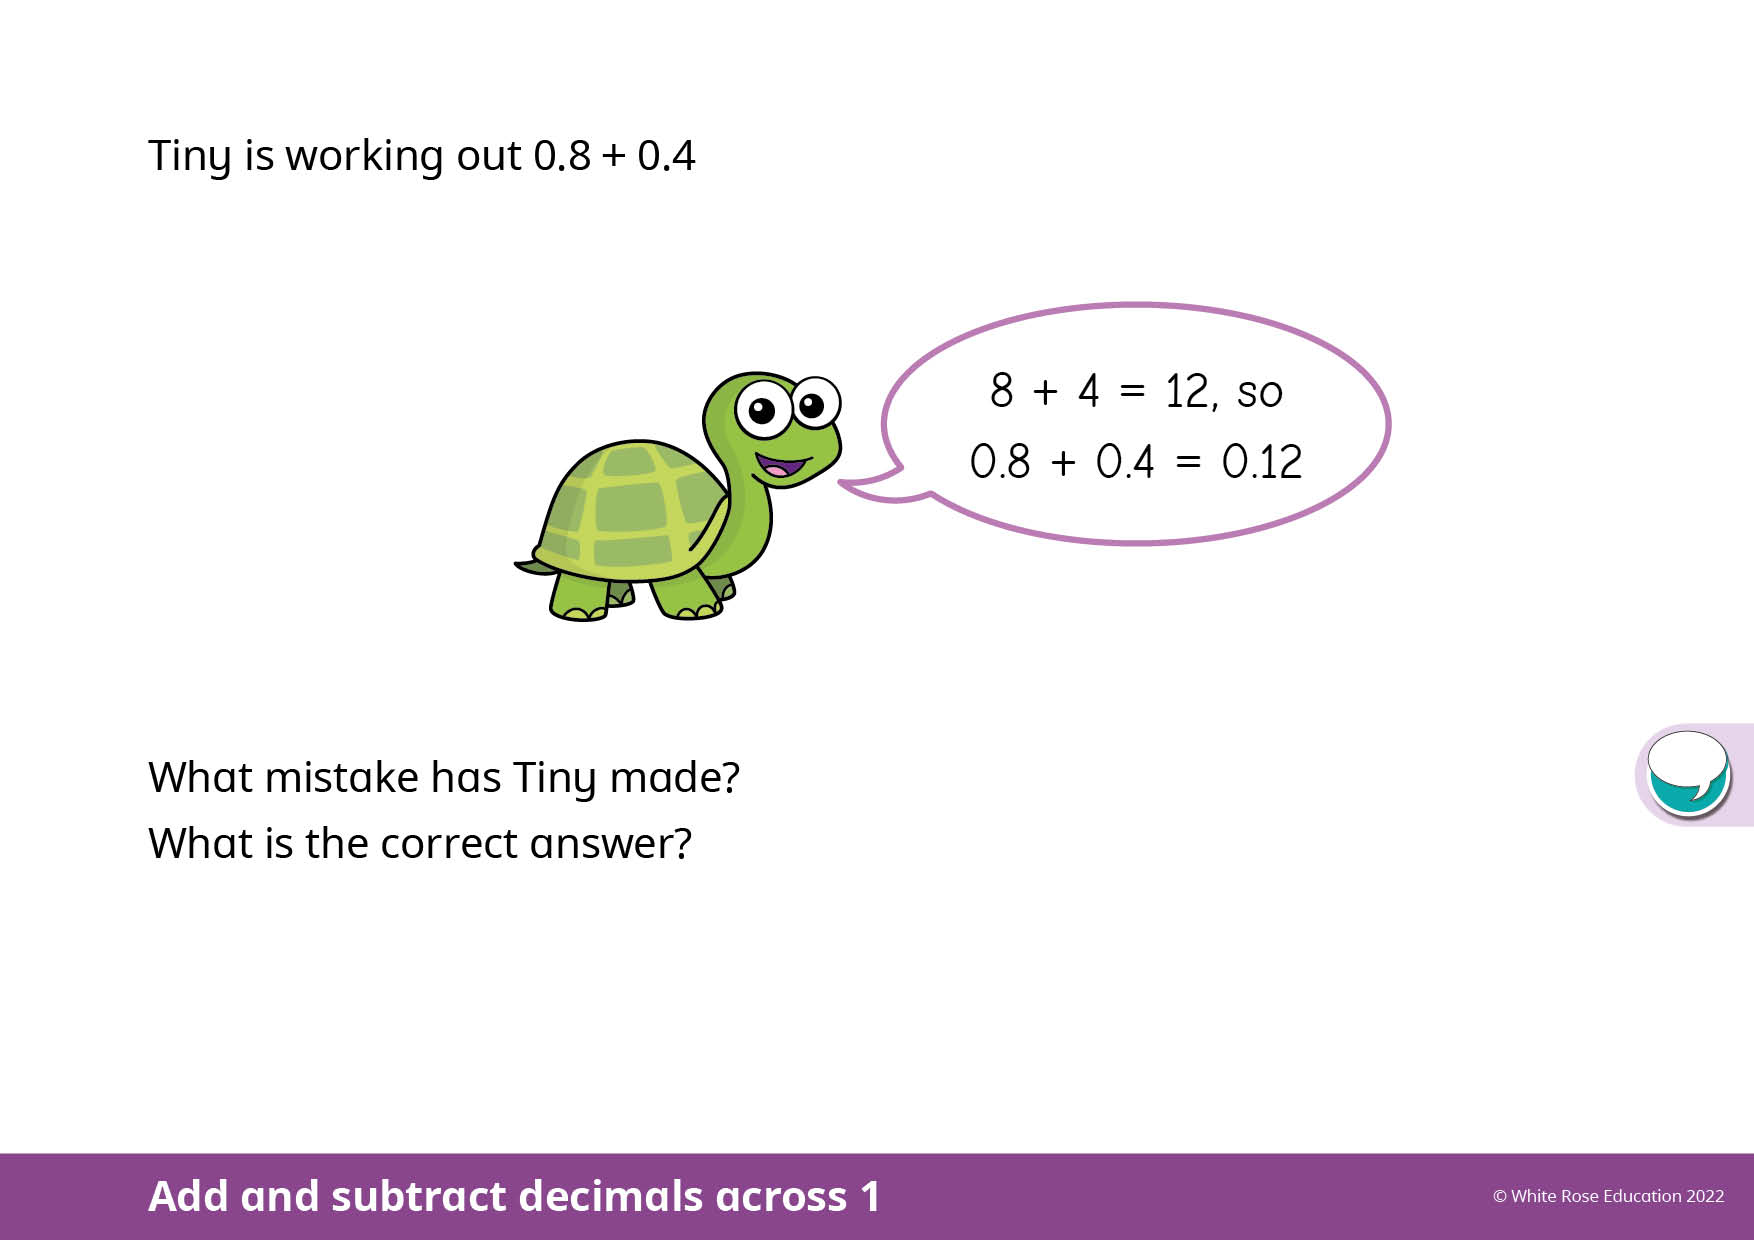 Tiny is working out 0.8 + 0.4
8 + 4 = 12, so
0.8 + 0.4 = 0.12
What mistake has Tiny made?
What is the correct answer?
Add and subtract decimals across 1
© White Rose Education 2022